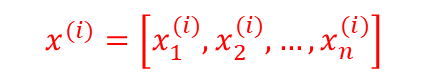 x^{(i)} = [x_1^{(i)}, x_2^{(i)}, ..., x_n^{(i)}]